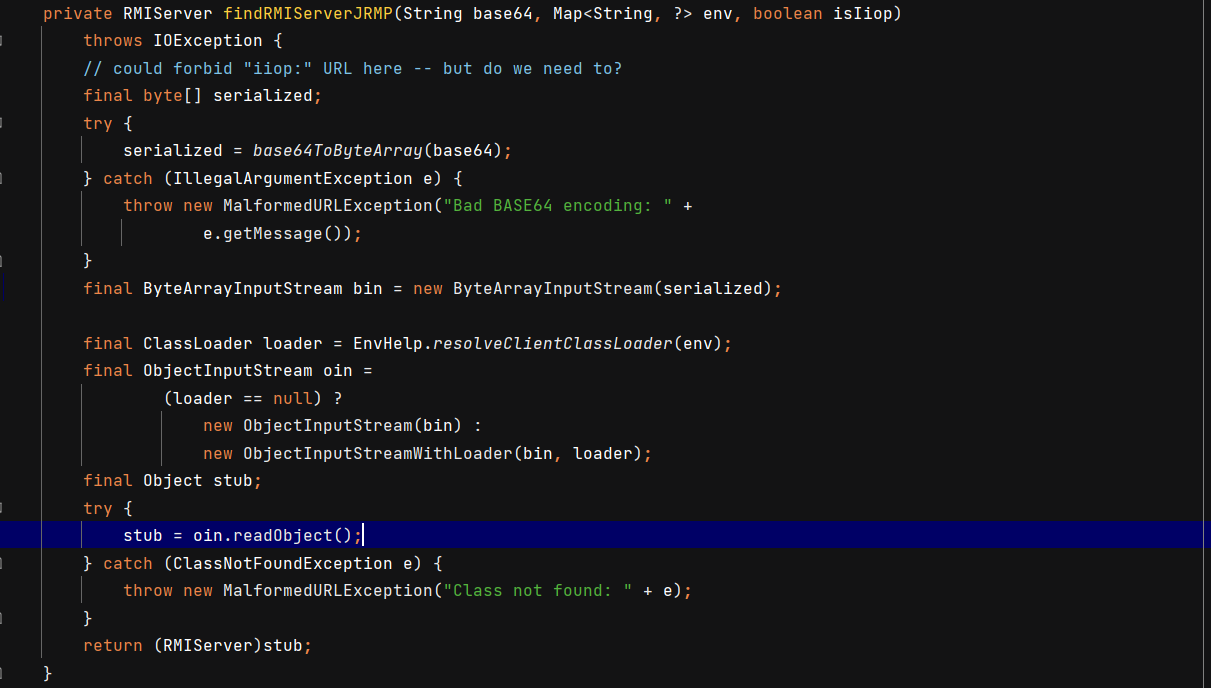 private RMIServer findRMIServerJRMP(String base64, Map<String, ?> env, boolean isIiop)
throws IOException {
// could forbid "iiop:" URL here -- but do we need to?
final byte[] serialized;
try {
serialized = base64ToByteArray(base64);
} catch (IllegalArgumentException e) {
throw new MalformedURLException("Bad BASE64 encoding: " +
e.getMessage());
}
final ByteArrayInputStream bin = new ByteArrayInputStream(serialized);
final ClassLoader loader = EnvHelp.resolveClientClassLoader(env);
final ObjectInputStream oin =
(loader == null) ?
new ObjectInputStream(bin) :
new ObjectInputStreamWithLoader(bin, loader);
final Object stub;
try {
stub = oin.readObject();
} catch (ClassNotFoundException e) {
throw new MalformedURLException("Class not found: " + e);
}
return (RMIServer)stub;
}